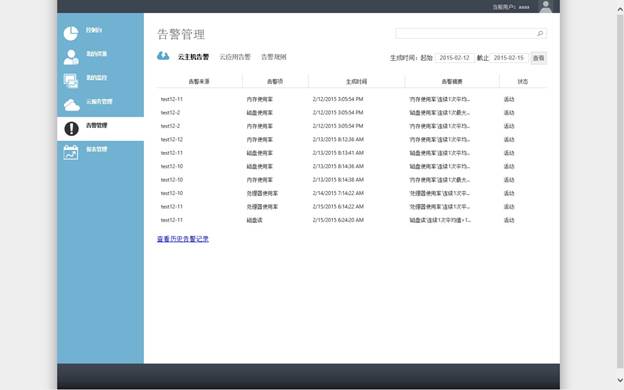 当前用户: aaaa
控制台
我的资源
我的监控
云服务管理
告警管理
报表管理
告警管理
云主机告警 云应用告警 告警规则
生成时间: 起始 2015-02-12 截止 2015-02-15 查看
告警来源 告警项 生成时间 告警摘要 状态
test12-11 内存使用率 2/12/2015 3:05:54 PM '内存使用率'连续1次平均... 活动
test12-2 磁盘使用率 2/12/2015 3:05:54 PM '磁盘使用率'连续1次最大... 活动
test12-2 内存使用率 2/12/2015 3:05:54 PM '内存使用率'连续1次平均... 活动
test12-12 内存使用率 2/13/2015 8:12:36 AM '内存使用率'连续1次平均... 活动
test12-11 磁盘使用率 2/13/2015 8:13:41 AM '磁盘使用率'连续1次平均... 活动
test12-10 内存使用率 2/13/2015 8:14:36 AM '内存使用率'连续1次平均... 活动
test12-10 内存使用率 2/13/2015 8:14:38 AM '内存使用率'连续1次最大... 活动
test12-10 处理器使用率 2/14/2015 7:14:22 AM '处理器使用率'连续1次平... 活动
test12-11 处理器使用率 2/15/2015 6:14:22 AM '处理器使用率'连续1次平... 活动
test12-11 磁盘读 2/15/2015 6:24:20 AM '磁盘读'连续1次平均值>1... 活动
查看历史告警记录